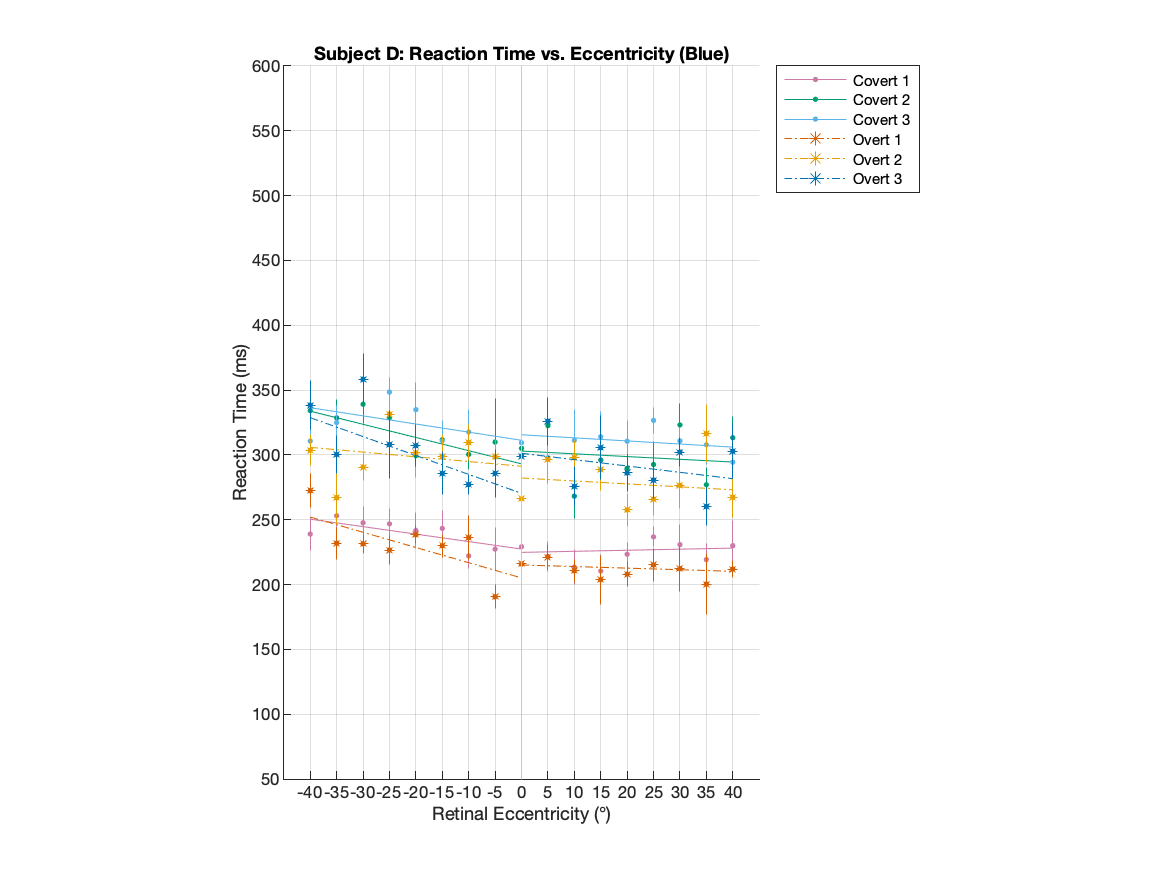 Subject D: Reaction Time vs. Eccentricity (Blue)
600
550
500
450
400
350
300
250
200
150
100
50
Reaction Time (ms)
-40 -35 -30 -25 -20 -15 -10 -5 0 5 10 15 20 25 30 35 40
Retinal Eccentricity (°)
Covert 1
Covert 2
Covert 3
Overt 1
Overt 2
Overt 3